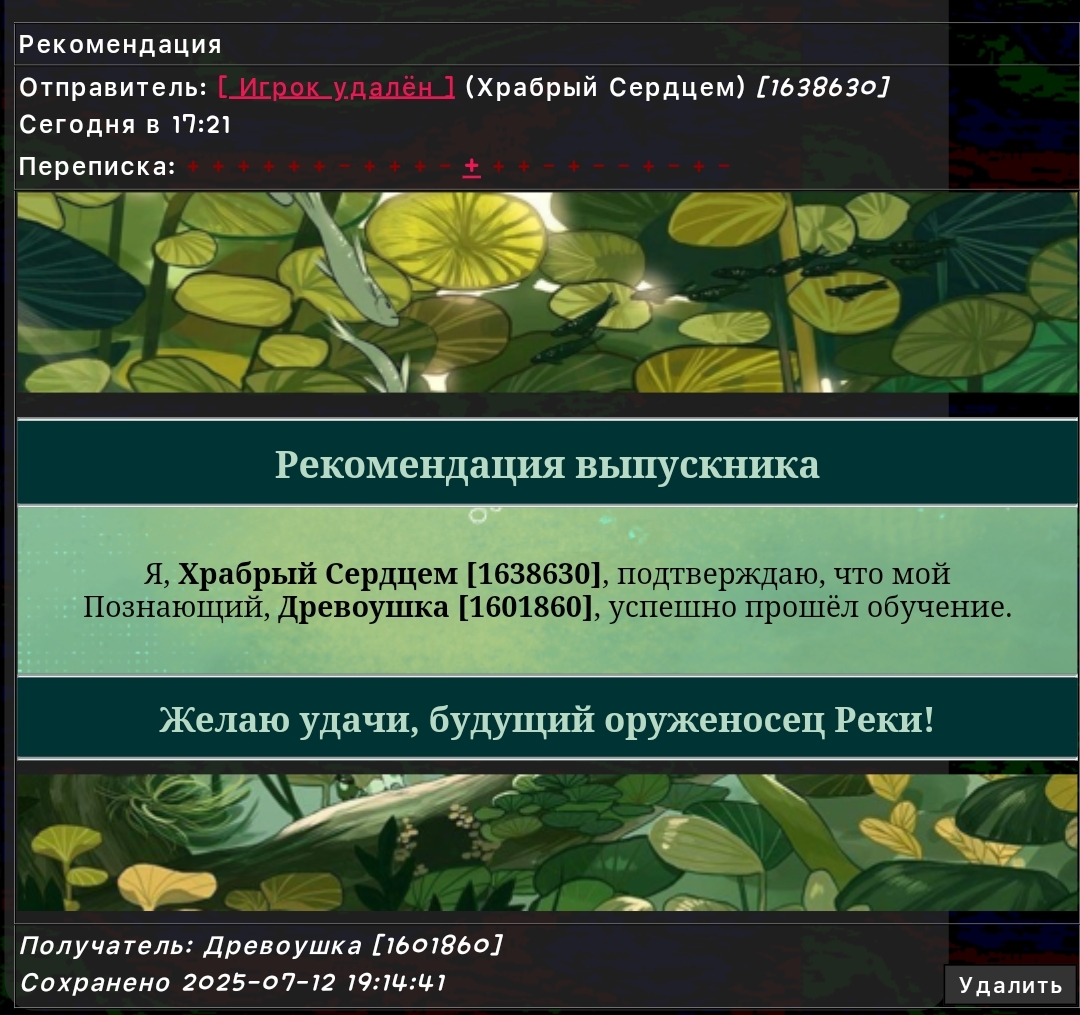 Рекомендация
Отправитель: [ Игрок удалён ] (Храбрый Сердцем) [1638630]
Сегодня в 17:21
Переписка: + + + + + + - + + + - + + + - + - - + - + -
Рекомендация выпускника
Я, Храбрый Сердцем [1638630], подтверждаю, что мой
Познающий, Древоушка [1601860], успешно прошёл обучение.
Желаю удачи, будущий оруженосец Реки!
Получатель: Древоушка [1601860]
Сохранено 2025-07-12 19:14:41
Удалить